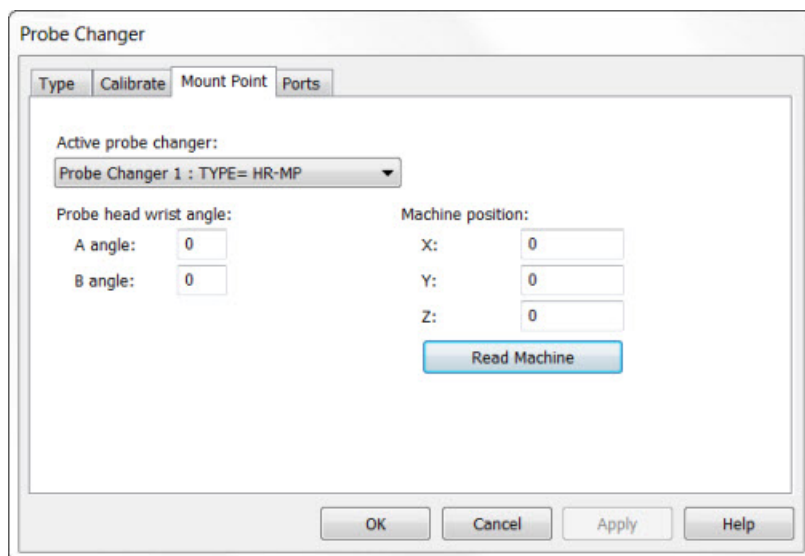 Probe Changer
Type Calibrate Mount Point Ports
Active probe changer:
Probe Changer 1 : TYPE= HR-MP
Probe head wrist angle: Machine position:
A angle: 0 X: 0
B angle: 0 Y: 0
Z: 0
Read Machine
OK Cancel Apply Help